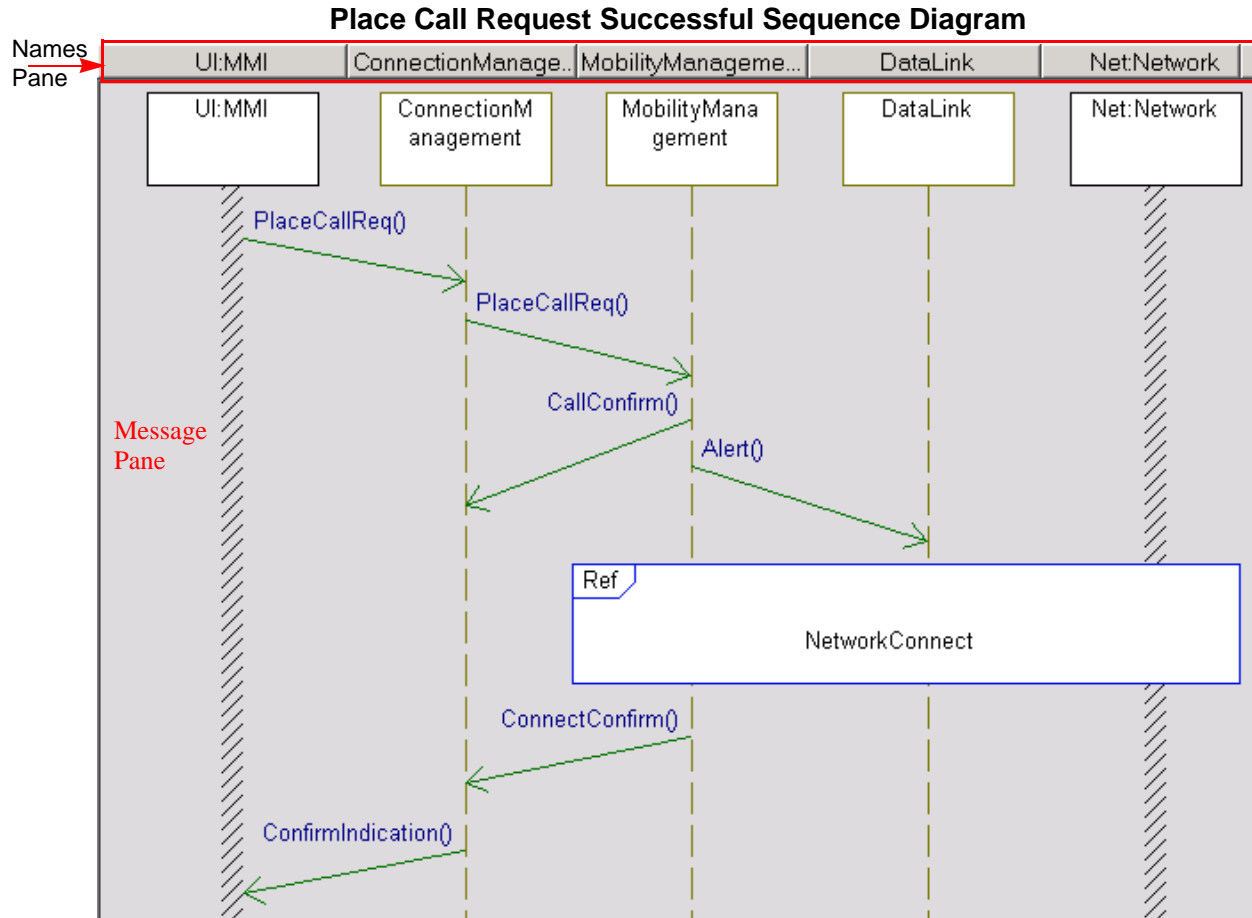 Place Call Request Successful Sequence Diagram
Names
Pane
UI:MMI
ConnectionManage..
MobilityManageme...
DataLink
Net:Network
UI:MMI
ConnectionM
anagement
MobilityMana
gement
DataLink
Net:Network
PlaceCallReq()
PlaceCallReq()
CallConfirm()
Message
Pane
Alert()
Ref
NetworkConnect
ConnectConfirm()
ConfirmIndication()